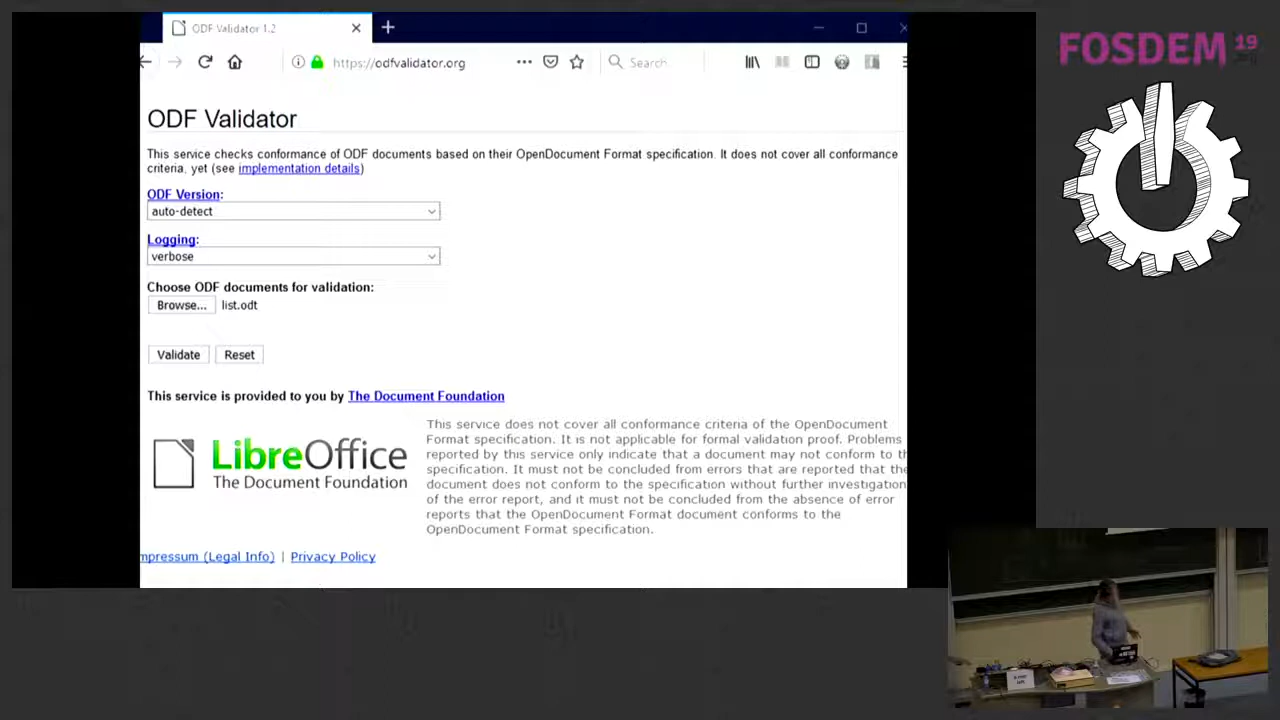 ODF Validator 1.2
https://odfvalidator.org
Search
ODF Validator
This service checks conformance of ODF documents based on their OpenDocument Format specification. It does not cover all conformance
criteria, yet (see implementation details)
ODF Version:
auto-detect
Logging:
verbose
Choose ODF documents for validation:
Browse... list.odt
Validate Reset
This service is provided to you by The Document Foundation
LibreOffice
The Document Foundation
This service does not cover all conformance criteria of the OpenDocument
Format specification. It is not applicable for formal validation proof. Problems
reported by this service only indicate that a document may not conform to th
specification. It must not be concluded from errors that are reported that the
document does not conform to the specification without further investigation
of the error report, and it must not be concluded from the absence of error
reports that the OpenDocument Format document conforms to the
OpenDocument Format specification.
mpressum (Legal Info) | Privacy Policy
FOSDEM 19